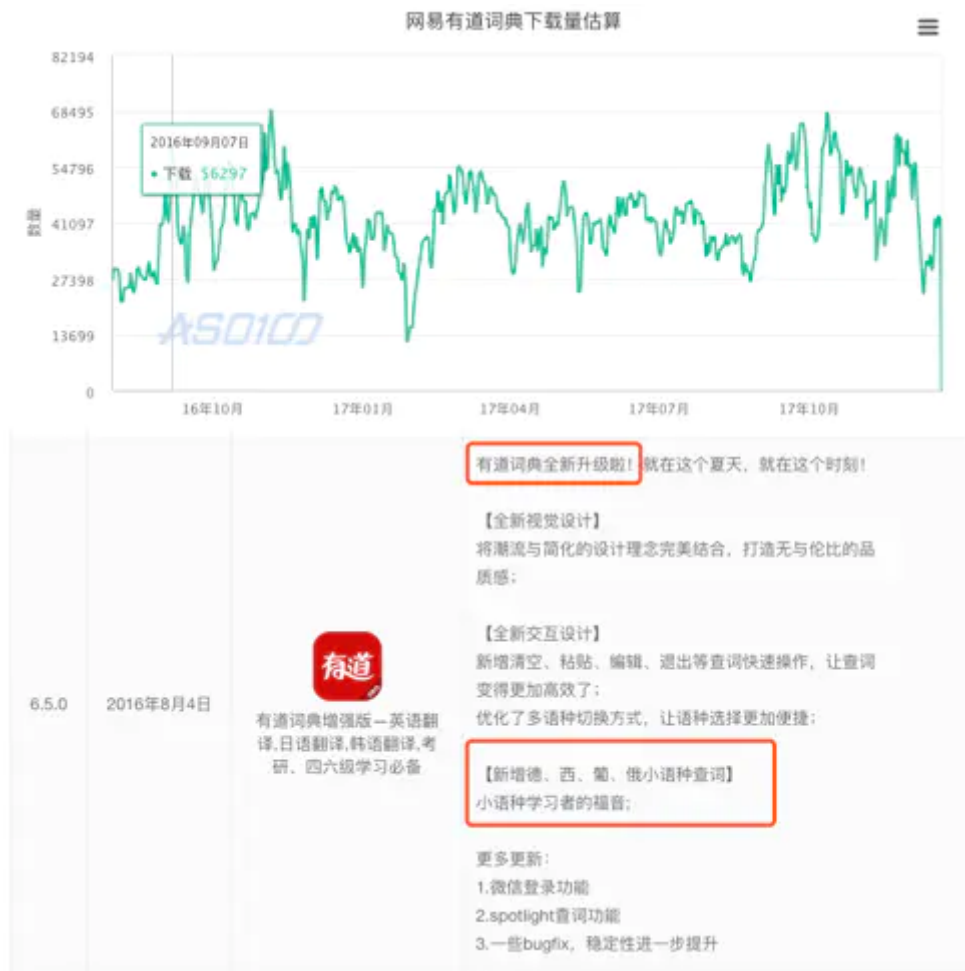 网易有道词典下载量估算
82194
68495
54796
41097
27398
13699
0
数量
2016年09月07日
• 下载 56297
ASO100
16年10月
17年01月
17年04月
17年07月
17年10月
6.5.0
2016年8月4日
有道
有道词典增强版—英语翻
译,日语翻译,韩语翻译,考
研、四六级学习必备
有道词典全新升级啦！就在这个夏天，就在这个时刻！
【全新视觉设计】
将潮流与简化的设计理念完美结合，打造无与伦比的品
质感；
【全新交互设计】
新增清空、粘贴、编辑、退出等查词快速操作，让查词
变得更加高效了；
优化了多语种切换方式，让语种选择更加便捷；
【新增德、西、葡、俄小语种查词】
小语种学习者的福音;
更多更新：
1.微信登录功能
2.spotlight查词功能
3.一些bugfix，稳定性进一步提升